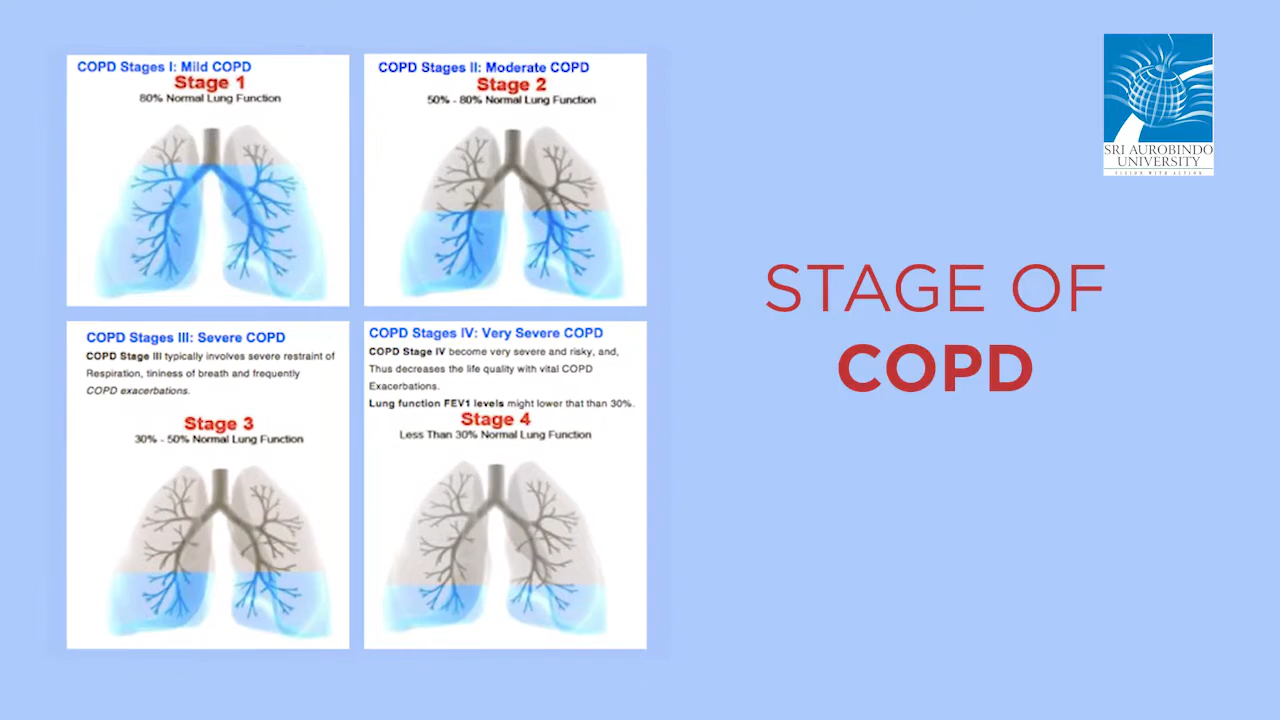 COPD Stages I: Mild COPD
Stage 1
80% Normal Lung Function
COPD Stages II: Moderate COPD
Stage 2
50% - 80% Normal Lung Function
COPD Stages III: Severe COPD
COPD Stage III typically involves severe restraint of
Respiration, tininess of breath and frequently
COPD exacerbations.
Stage 3
30% - 50% Normal Lung Function
COPD Stages IV: Very Severe COPD
COPD Stage IV become very severe and risky, and,
Thus decreases the life quality with vital COPD
Exacerbations.
Lung function FEV1 levels might lower that than 30%.
Stage 4
Less Than 30% Normal Lung Function
STAGE OF
COPD
SRI AUROBINDO
UNIVERSITY
VISION WITH ACTION